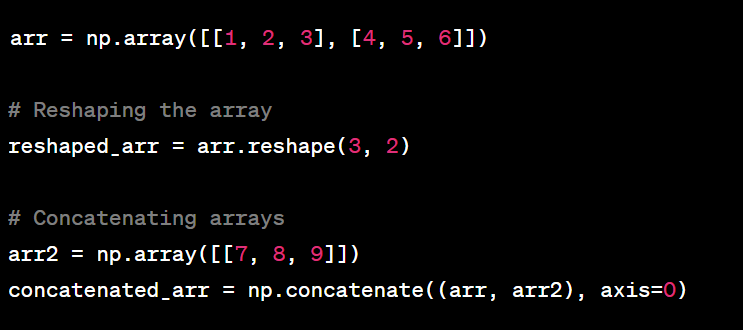 arr = np.array([[1, 2, 3], [4, 5, 6]])
# Reshaping the array
reshaped_arr = arr.reshape(3, 2)
# Concatenating arrays
arr2 = np.array([[7, 8, 9]])
concatenated_arr = np.concatenate((arr, arr2), axis=0)